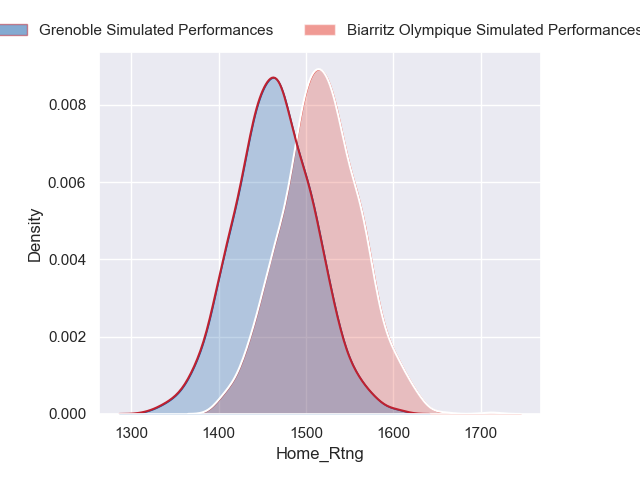 Grenoble Simulated Performances Biarritz Olympique Simulated Performances
0.008
0.006
0.004
0.002
0.000
Density
1300 1400 1500 1600 1700
Home_Rtng